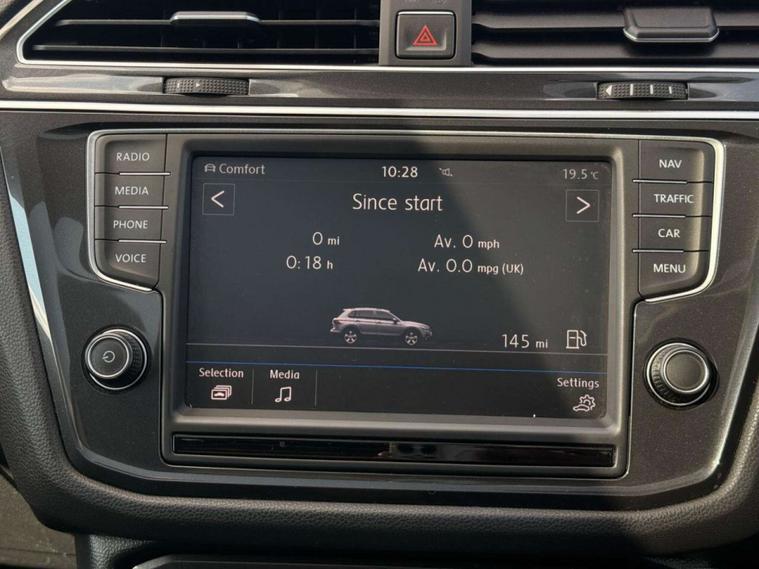 RADIO
MEDIA
PHONE
VOICE
Comfort 10:28 19.5 °C
< Since start >
0 mi Av. 0 mph
0:18 h Av. 0.0 mpg (UK)
145 mi
Selection Media Settings
NAV
TRAFFIC
CAR
MENU